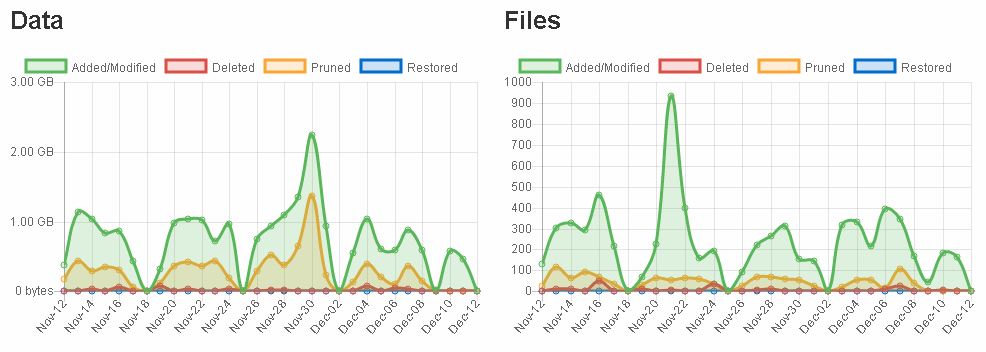 Data
Added/Modified Deleted Pruned Restored
3.00 GB
2.00 GB
1.00 GB
0 bytes
Nov-12 Nov-14 Nov-16 Nov-18 Nov-20 Nov-22 Nov-24 Nov-26 Nov-28 Nov-30 Dec-02 Dec-04 Dec-06 Dec-08 Dec-10 Dec-12
Files
Added/Modified Deleted Pruned Restored
1000
900
800
700
600
500
400
300
200
100
0
Nov-12 Nov-14 Nov-16 Nov-18 Nov-20 Nov-22 Nov-24 Nov-26 Nov-28 Nov-30 Dec-02 Dec-04 Dec-06 Dec-08 Dec-10 Dec-12